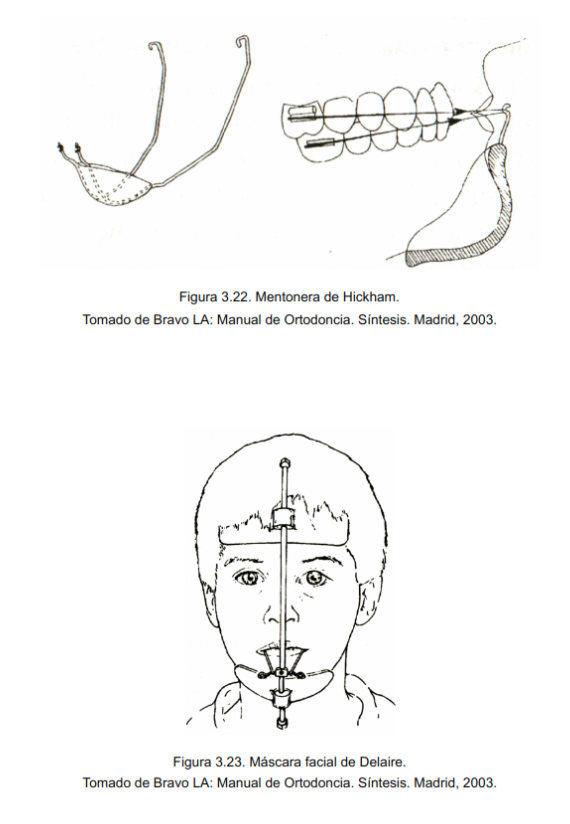 Figura 3.22. Mentonera de Hickham.
Tomado de Bravo LA: Manual de Ortodoncia. Síntesis. Madrid, 2003.
Figura 3.23. Máscara facial de Delaire.
Tomado de Bravo LA: Manual de Ortodoncia. Síntesis. Madrid, 2003.